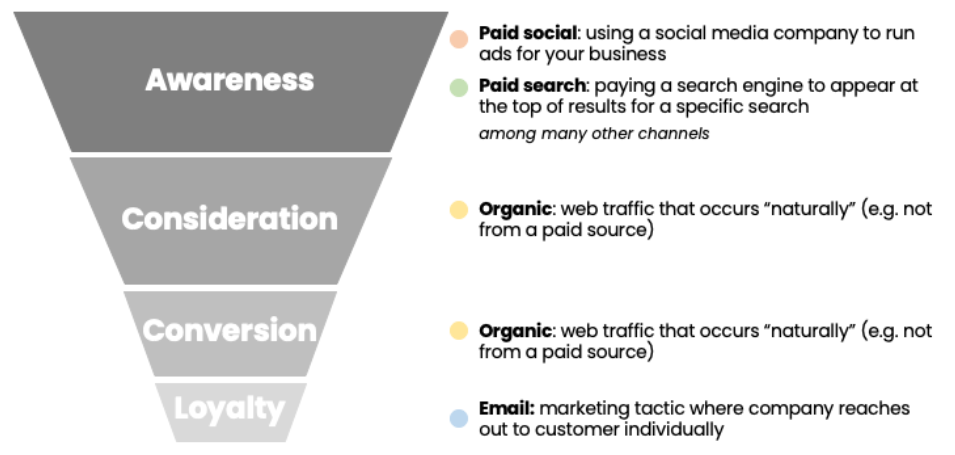 Awareness
Paid social: using a social media company to run
ads for your business
Paid search: paying a search engine to appear at
the top of results for a specific search
among many other channels
Consideration
Organic: web traffic that occurs “naturally” (e.g. not
from a paid source)
Conversion
Organic: web traffic that occurs “naturally” (e.g. not
from a paid source)
Loyalty
Email: marketing tactic where company reaches
out to customer individually